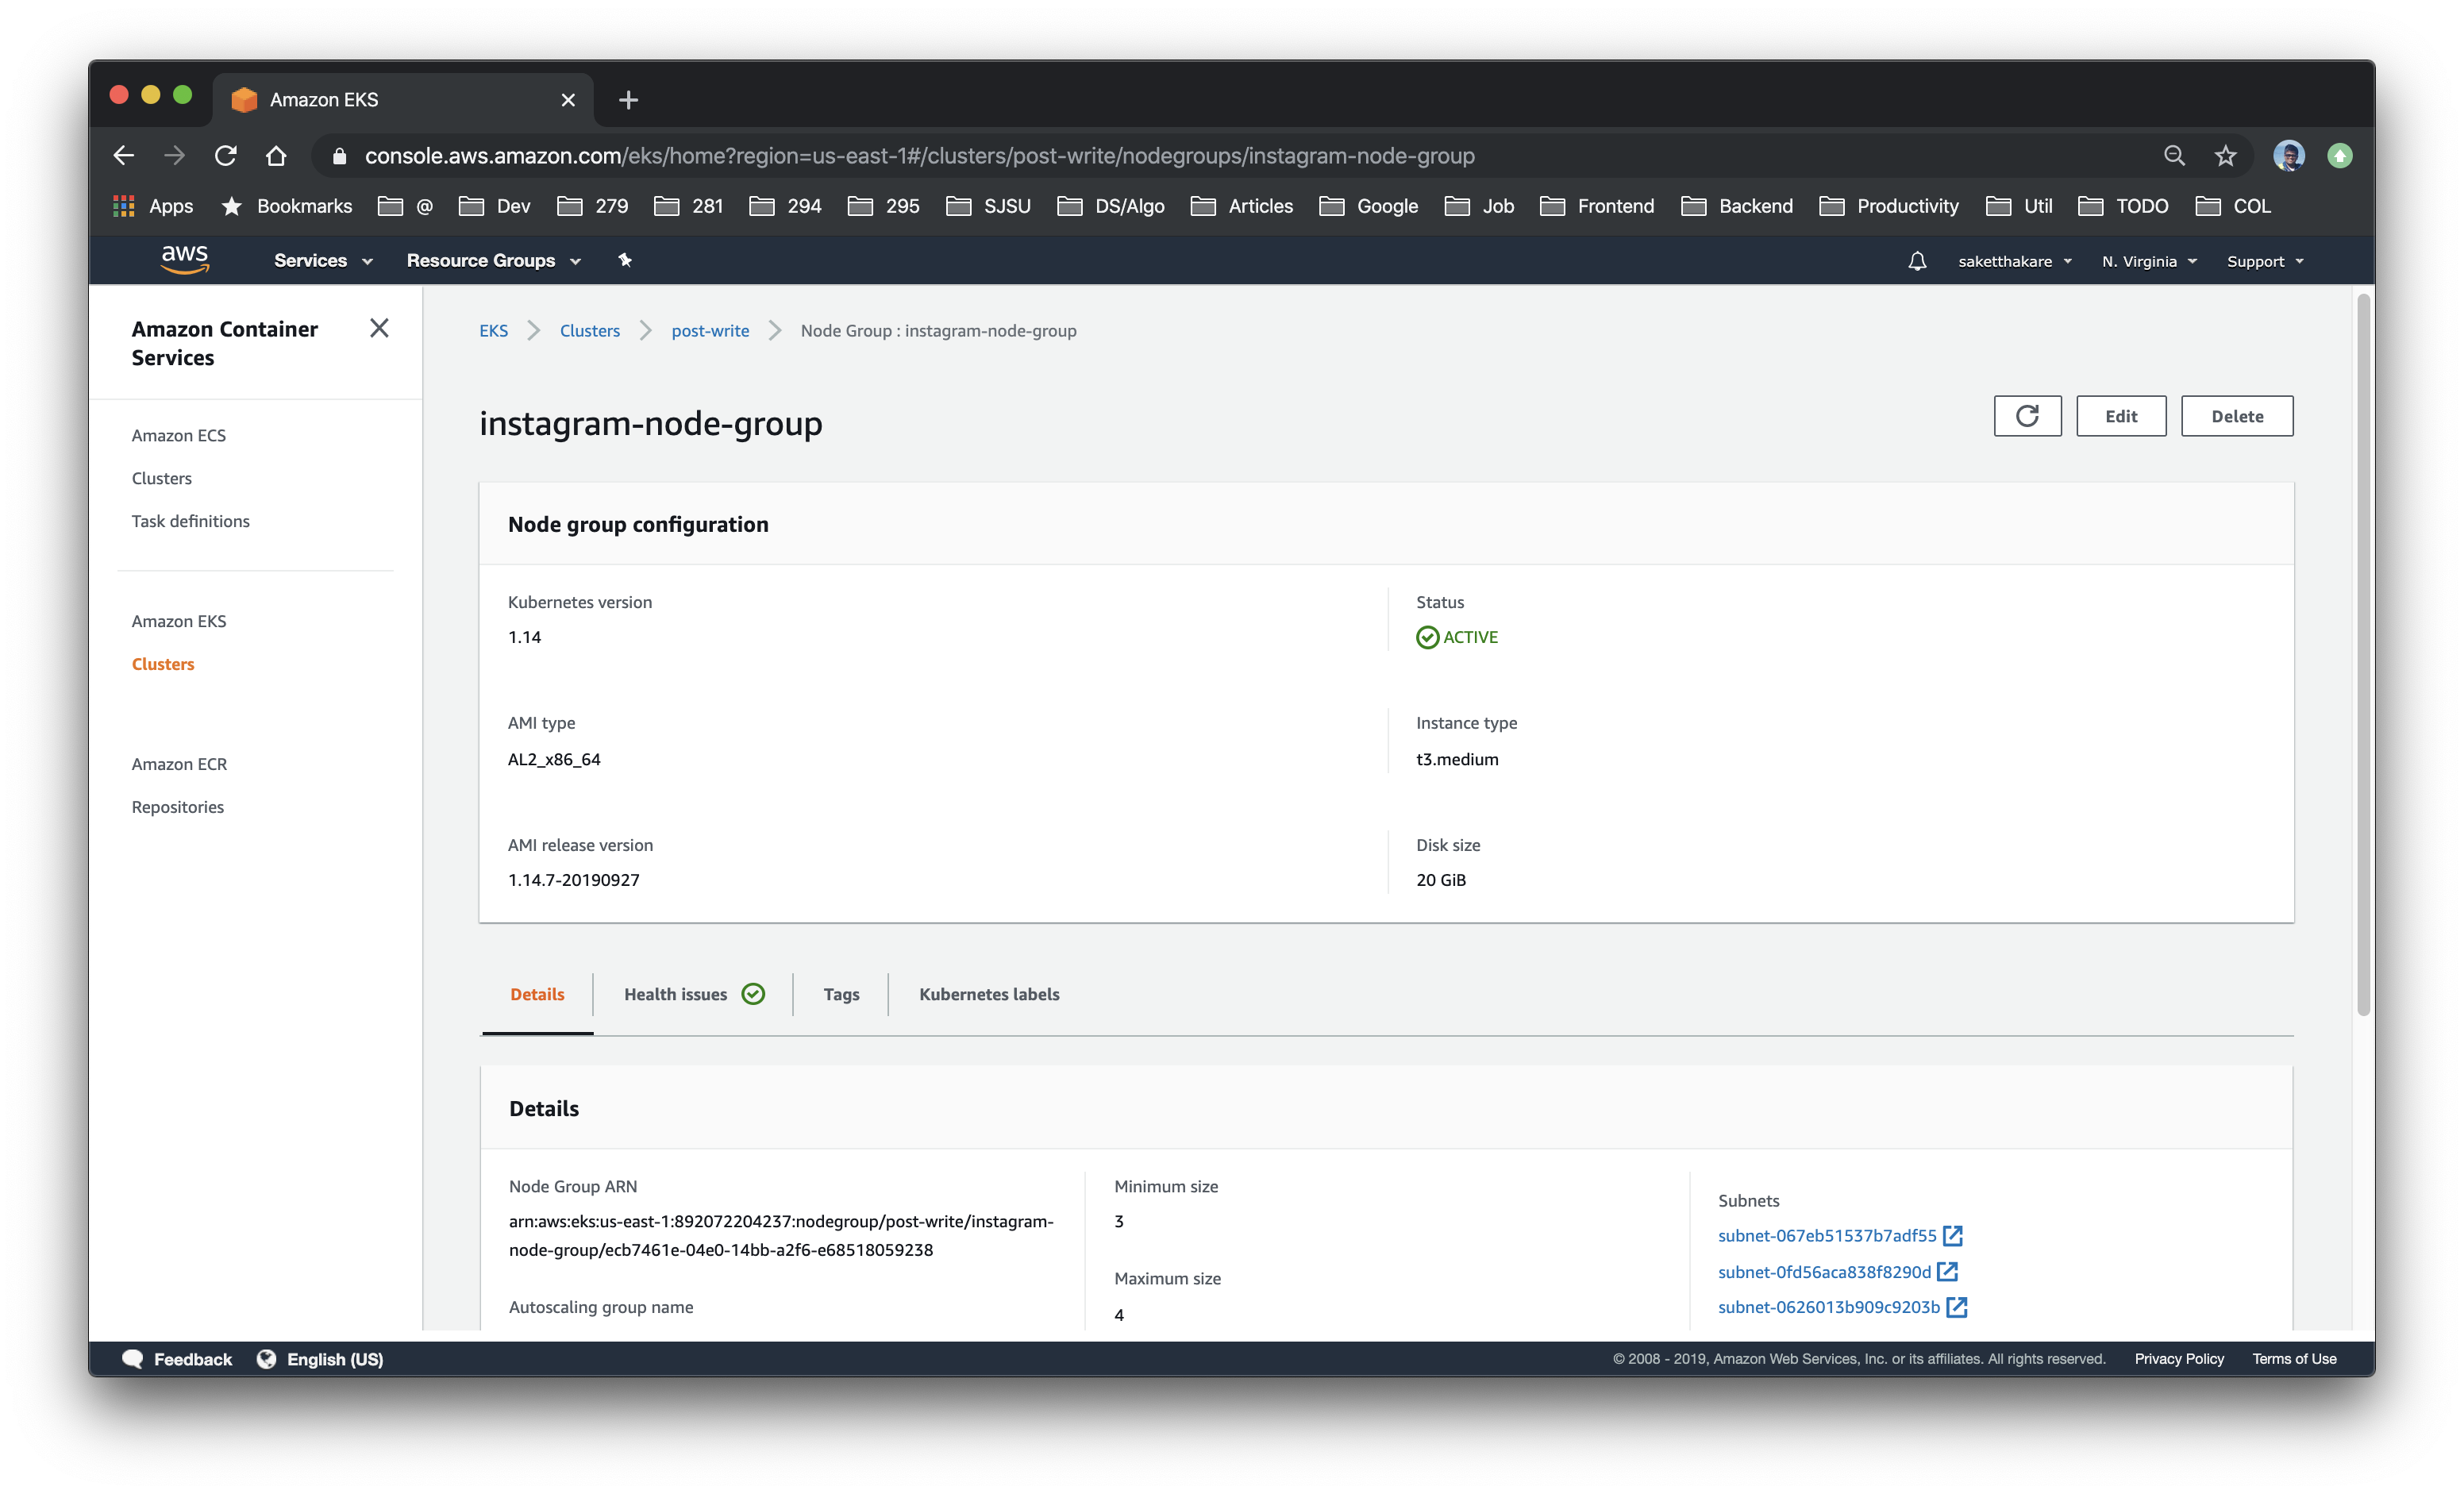 Amazon EKS
console.aws.amazon.com/eks/home?region=us-east-1#/clusters/post-write/nodegroups/instagram-node-group
Apps Bookmarks @ Dev 279 281 294 295 SJSU DS/Algo Articles Google Job Frontend Backend Productivity Util TODO COL
aws Services Resource Groups saketthakare N. Virginia Support
Amazon Container
Services
Amazon ECS
Clusters
Task definitions
Amazon EKS
Clusters
Amazon ECR
Repositories
EKS Clusters post-write Node Group : instagram-node-group
instagram-node-group
Edit Delete
Node group configuration
Kubernetes version
1.14
Status
ACTIVE
AMI type
AL2_x86_64
Instance type
t3.medium
AMI release version
1.14.7-20190927
Disk size
20 GiB
Details Health issues Tags Kubernetes labels
Details
Node Group ARN
arn:aws:eks:us-east-1:892072204237:nodegroup/post-write/instagram-
node-group/ecb7461e-04e0-14bb-a2f6-e68518059238
Autoscaling group name
Minimum size
3
Maximum size
4
Subnets
subnet-067eb51537b7adf55
subnet-0fd56aca838f8290d
subnet-0626013b909c9203b
Feedback English (US) © 2008 - 2019, Amazon Web Services, Inc. or its affiliates. All rights reserved. Privacy Policy Terms of Use